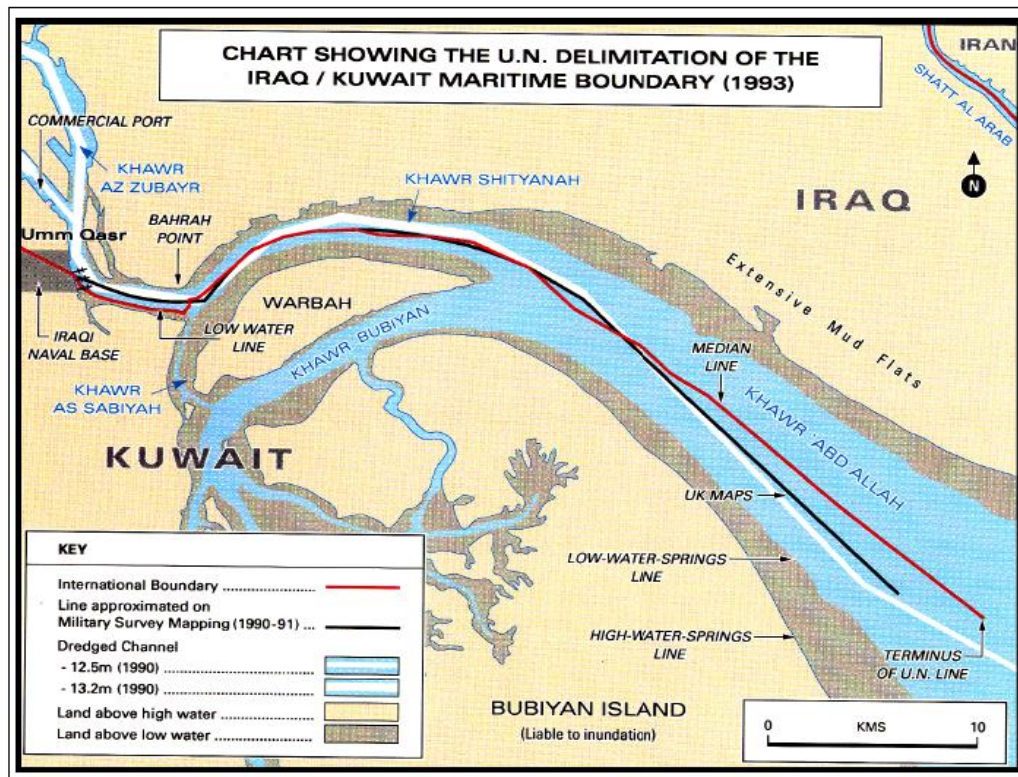 CHART SHOWING THE U.N. DELIMITATION OF THE
IRAQ / KUWAIT MARITIME BOUNDARY (1993)
IRAN
SHATT AL ARAB
COMMERCIAL PORT
KHAWR
AZ ZUBAYR
KHAWR SHITYANAH
N
IRAQ
BAHRAH
POINT
Umm Qasr
Extensive Mud Flats
WARBAH
IRAQI
NAVAL BASE
LOW WATER
LINE
KHAWR BUBIYAN
MEDIAN
LINE
KHAWR
AS SABIYAH
KHAWR 'ABD ALLAH
KUWAIT
UK MAPS
LOW-WATER-SPRINGS
LINE
HIGH-WATER-SPRINGS
LINE
TERMINUS
OF U.N. LINE
BUBIYAN ISLAND
(Liable to inundation)
KEY
International Boundary ....................
Line approximated on
Military Survey Mapping (1990-91) ...
Dredged Channel
- 12.5m (1990) ..............................
- 13.2m (1990) ..............................
Land above high water ...................
Land above low water ....................
0 KMS 10